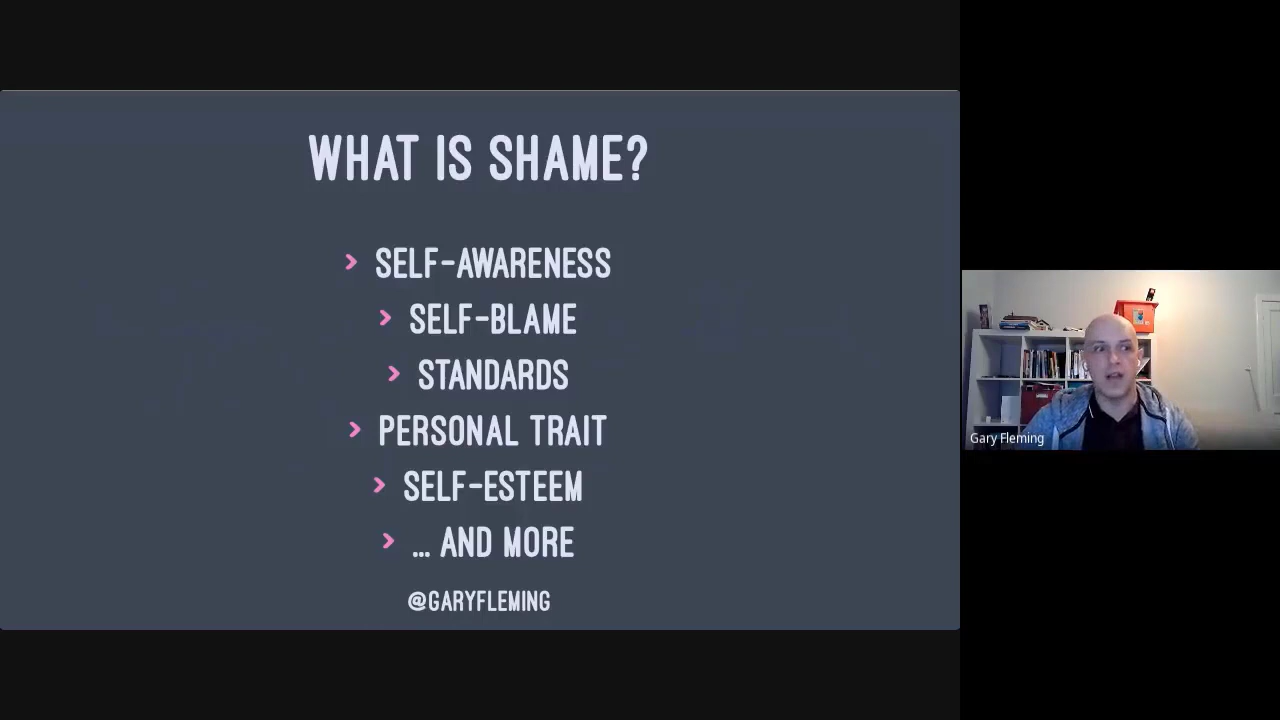 WHAT IS SHAME?
> SELF-AWARENESS
> SELF-BLAME
> STANDARDS
> PERSONAL TRAIT
> SELF-ESTEEM
> ... AND MORE
@GARYFLEMING
Gary Fleming